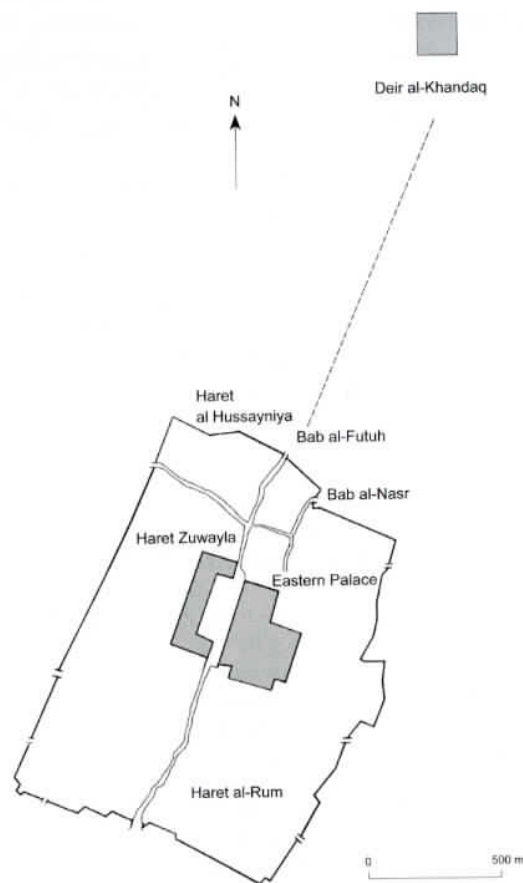 Deir al-Khandaq
N
Haret
al Hussayniya
Bab al-Futuh
Bab al-Nasr
Haret Zuwayla
Eastern Palace
Haret al-Rum
0
500 m